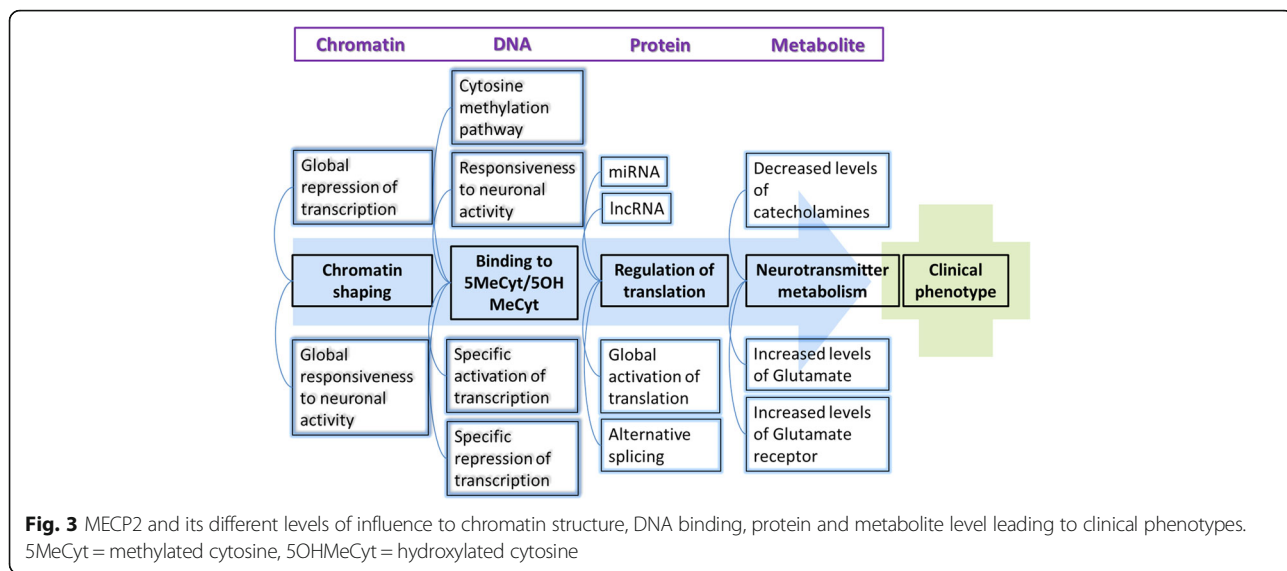 Chromatin DNA Protein Metabolite
Cytosine
methylation
pathway
Global
repression of
transcription
Responsiveness
to neuronal
activity
miRNA
lncRNA
Decreased levels
of
catecholamines
Chromatin
shaping
Binding to
5MeCyt/5OH
MeCyt
Regulation of
translation
Neurotransmitter
metabolism
Clinical
phenotype
Global
responsiveness
to neuronal
activity
Specific
activation of
transcription
Specific
repression of
transcription
Global
activation of
translation
Alternative
splicing
Increased levels
of Glutamate
Increased levels
of Glutamate
receptor
Fig. 3 MECP2 and its different levels of influence to chromatin structure, DNA binding, protein and metabolite level leading to clinical phenotypes.
5MeCyt = methylated cytosine, 5OHMeCyt = hydroxylated cytosine